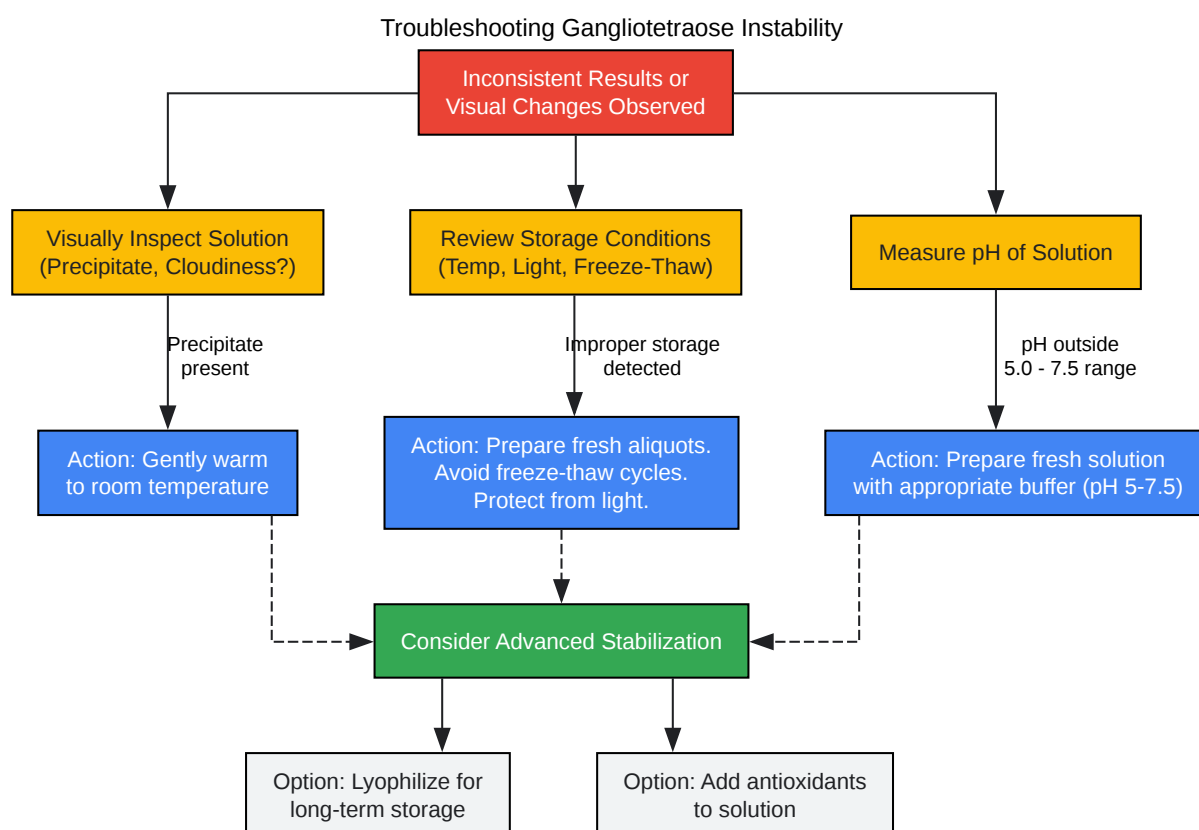 Troubleshooting Gangliotetraose Instability
Inconsistent Results or
Visual Changes Observed
Visually Inspect Solution
(Precipitate, Cloudiness?)
Review Storage Conditions
(Temp, Light, Freeze-Thaw)
Measure pH of Solution
Precipitate
present
Improper storage
detected
pH outside
5.0 - 7.5 range
Action: Gently warm
to room temperature
Action: Prepare fresh aliquots.
Avoid freeze-thaw cycles.
Protect from light.
Action: Prepare fresh solution
with appropriate buffer (pH 5-7.5)
Consider Advanced Stabilization
Option: Lyophilize for
long-term storage
Option: Add antioxidants
to solution